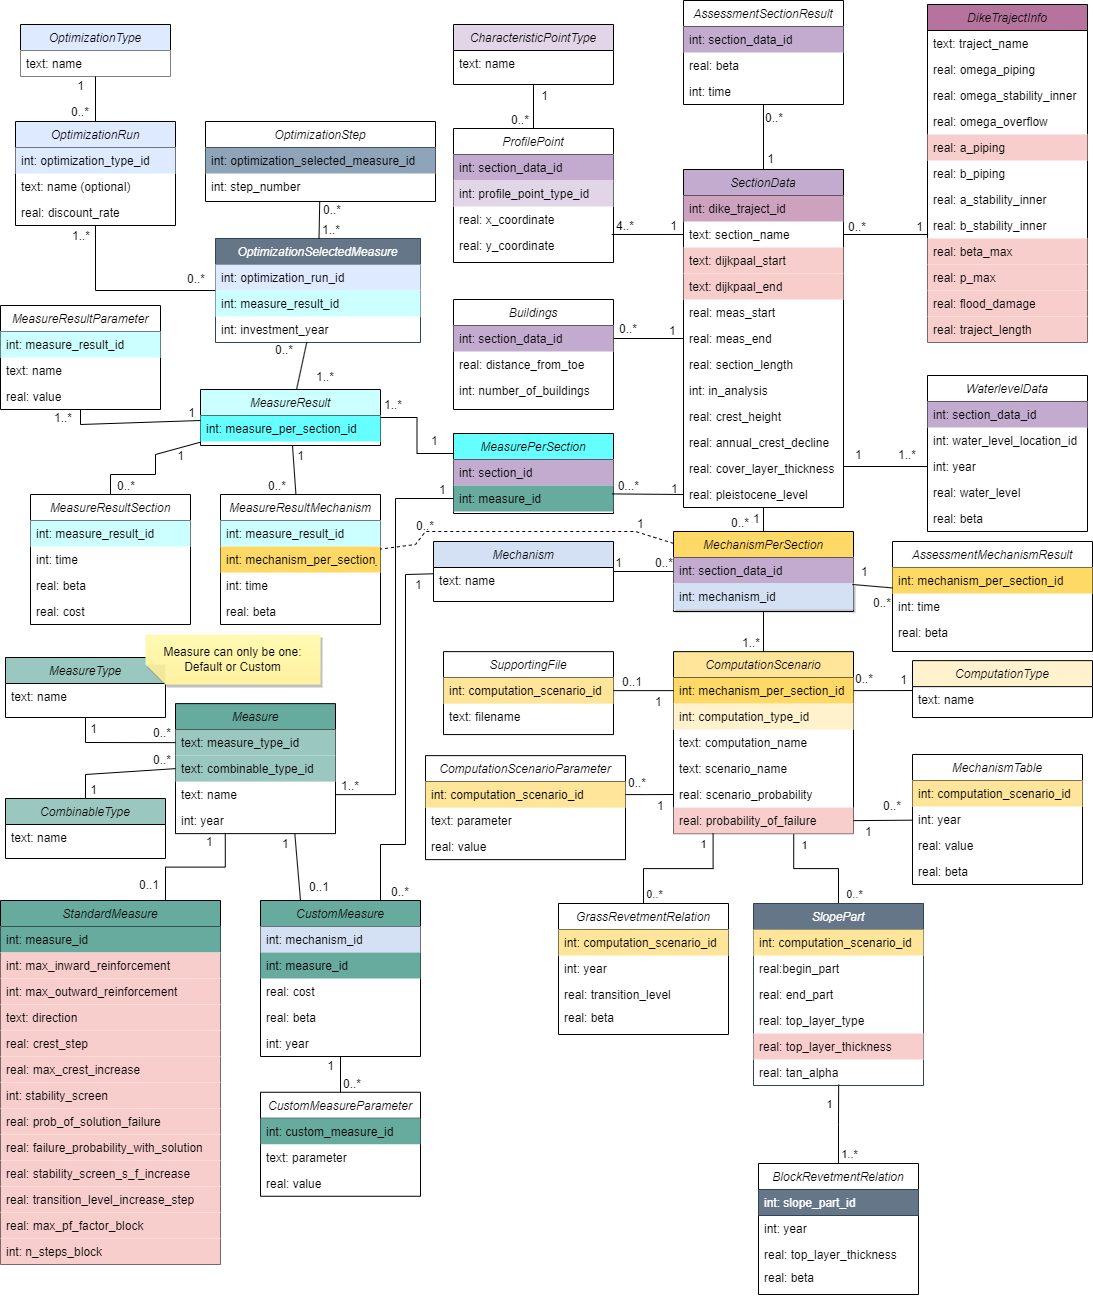 OptimizationType
text: name
1
0..*
OptimizationRun
int: optimization_type_id
text: name (optional)
real: discount_rate
1..*
0..*
OptimizationStep
int: optimization_selected_measure_id
int: step_number
0..*
1..*
OptimizationSelectedMeasure
int: optimization_run_id
int: measure_result_id
int: investment_year
0..*
1..*
CharacteristicPointType
text: name
1
0..*
ProfilePoint
int: section_data_id
int: profile_point_type_id
real: x_coordinate
real: y_coordinate
4..*
1
AssessmentSectionResult
int: section_data_id
real: beta
int: time
0..*
1
SectionData
int: dike_traject_id
text: section_name
text: dijkpaal_start
text: dijkpaal_end
real: meas_start
real: meas_end
real: section_length
int: in_analysis
real: crest_height
real: annual_crest_decline
real: cover_layer_thickness
real: pleistocene_level
0..*
1
DikeTrajectInfo
text: traject_name
real: omega_piping
real: omega_stability_inner
real: omega_overflow
real: a_piping
real: b_piping
real: a_stability_inner
real: b_stability_inner
real: beta_max
real: p_max
real: flood_damage
real: traject_length
Buildings
int: section_data_id
real: distance_from_toe
int: number_of_buildings
0..*
1
WaterlevelData
int: section_data_id
int: water_level_location_id
int: year
real: water_level
real: beta
1
1..*
MeasureResultParameter
int: measure_result_id
text: name
real: value
1..*
1
MeasureResult
int: measure_per_section_id
1..*
1
1
0..*
1
0..*
MeasurePerSection
int: section_id
int: measure_id
0...*
1
1
MeasureResultSection
int: measure_result_id
int: time
real: beta
real: cost
MeasureResultMechanism
int: measure_result_id
int: mechanism_per_section_
int: time
real: beta
0..*
1
Mechanism
text: name
1
0..*
1
0..*
1
MechanismPerSection
int: section_data_id
int: mechanism_id
1
0..*
AssessmentMechanismResult
int: mechanism_per_section_id
int: time
real: beta
1..*
Measure can only be one:
Default or Custom
MeasureType
text: name
1
0..*
Measure
text: measure_type_id
text: combinable_type_id
text: name
int: year
0..*
1
CombinableType
text: name
1..*
SupportingFile
int: computation_scenario_id
text: filename
0..1
1
ComputationScenario
int: mechanism_per_section_id
int: computation_type_id
text: computation_name
text: scenario_name
real: scenario_probability
real: probability_of_failure
0..*
1
ComputationType
text: name
ComputationScenarioParameter
int: computation_scenario_id
text: parameter
real: value
0..*
1
MechanismTable
int: computation_scenario_id
int: year
real: value
real: beta
0..*
1
1
0..1
1
0..1
0..*
StandardMeasure
int: measure_id
int: max_inward_reinforcement
int: max_outward_reinforcement
text: direction
real: crest_step
real: max_crest_increase
int: stability_screen
real: prob_of_solution_failure
real: failure_probability_with_solution
real: stability_screen_s_f_increase
real: transition_level_increase_step
real: max_pf_factor_block
int: n_steps_block
CustomMeasure
int: mechanism_id
int: measure_id
real: cost
real: beta
int: year
1
0..*
CustomMeasureParameter
int: custom_measure_id
text: parameter
real: value
1
0..*
GrassRevetmentRelation
int: computation_scenario_id
int: year
real: transition_level
real: beta
1
0..*
SlopePart
int: computation_scenario_id
real:begin_part
real: end_part
real: top_layer_type
real: top_layer_thickness
real: tan_alpha
1
1..*
BlockRevetmentRelation
int: slope_part_id
int: year
real: top_layer_thickness
real: beta